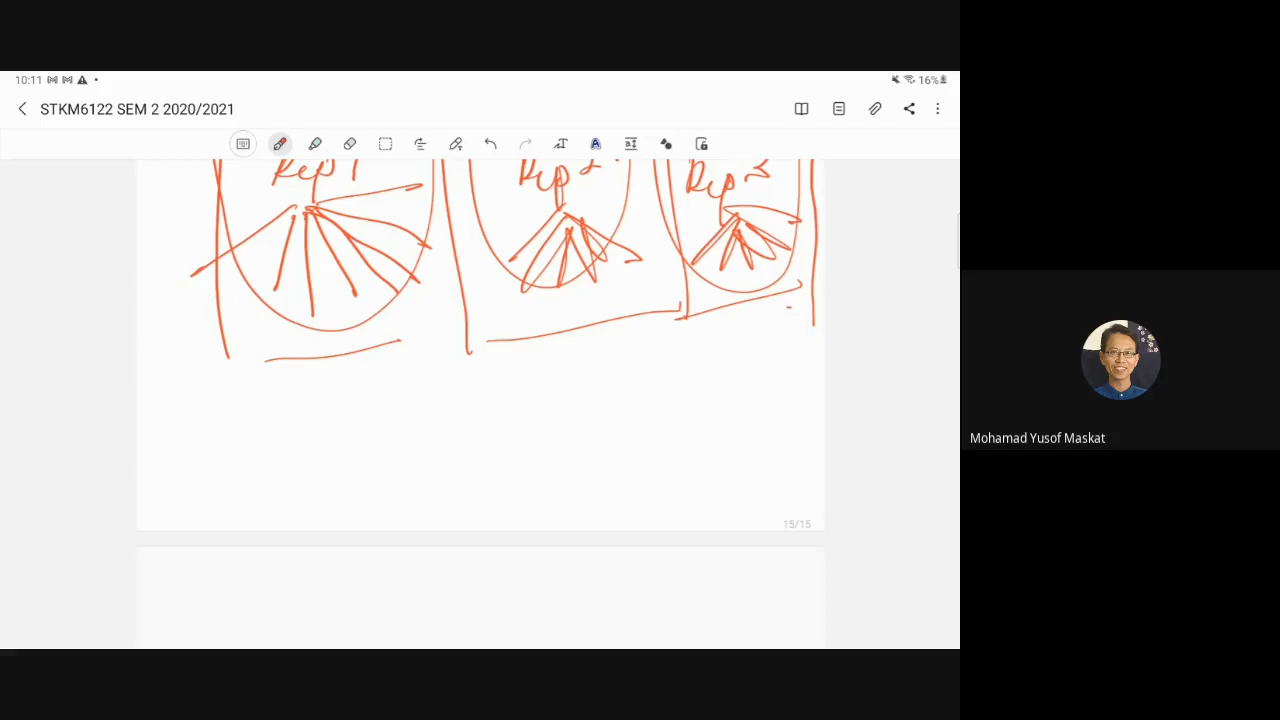 10:11
16%
STKM6122 SEM 2 2020/2021
Rep 1
Rep 2
Rep 3
15/15
Mohamad Yusof Maskat